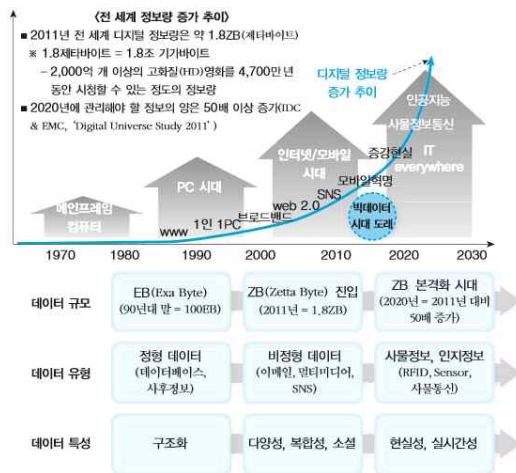 <전 세계 정보량 증가 추이>
■ 2011년 전 세계 디지털 정보량은 약 1.8ZB(제타바이트)
※ 1.8제타바이트 = 1.8조 기가바이트
- 2,000억 개 이상의 고화질(HD)영화를 4,700만년
동안 시청할 수 있는 정도의 정보량
■ 2020년에 관리해야 할 정보의 양은 50배 이상 증가(IDC
& EMC, ‘Digital Universe Study 2011’)
디지털 정보량
증가 추이
메인프레임
컴퓨터
PC 시대
인터넷/모바일
시대
인공지능
사물정보통신
IT
everywhere
www
1인 1PC
브로드밴드
web 2.0
SNS
모바일혁명
증강현실
빅데이터
시대 도래
1970 1980 1990 2000 2010 2020 2030
데이터 규모
EB(Exa Byte)
(90년대 말 = 100EB)
ZB(Zetta Byte) 진입
(2011년 = 1.8ZB)
ZB 본격화 시대
(2020년 = 2011년 대비
50배 증가)
데이터 유형
정형 데이터
(데이터베이스,
사후정보)
비정형 데이터
(이메일, 멀티미디어,
SNS)
사물정보, 인지정보
(RFID, Sensor,
사물통신)
데이터 특성
구조화
다양성, 복합성, 소셜
현실성, 실시간성